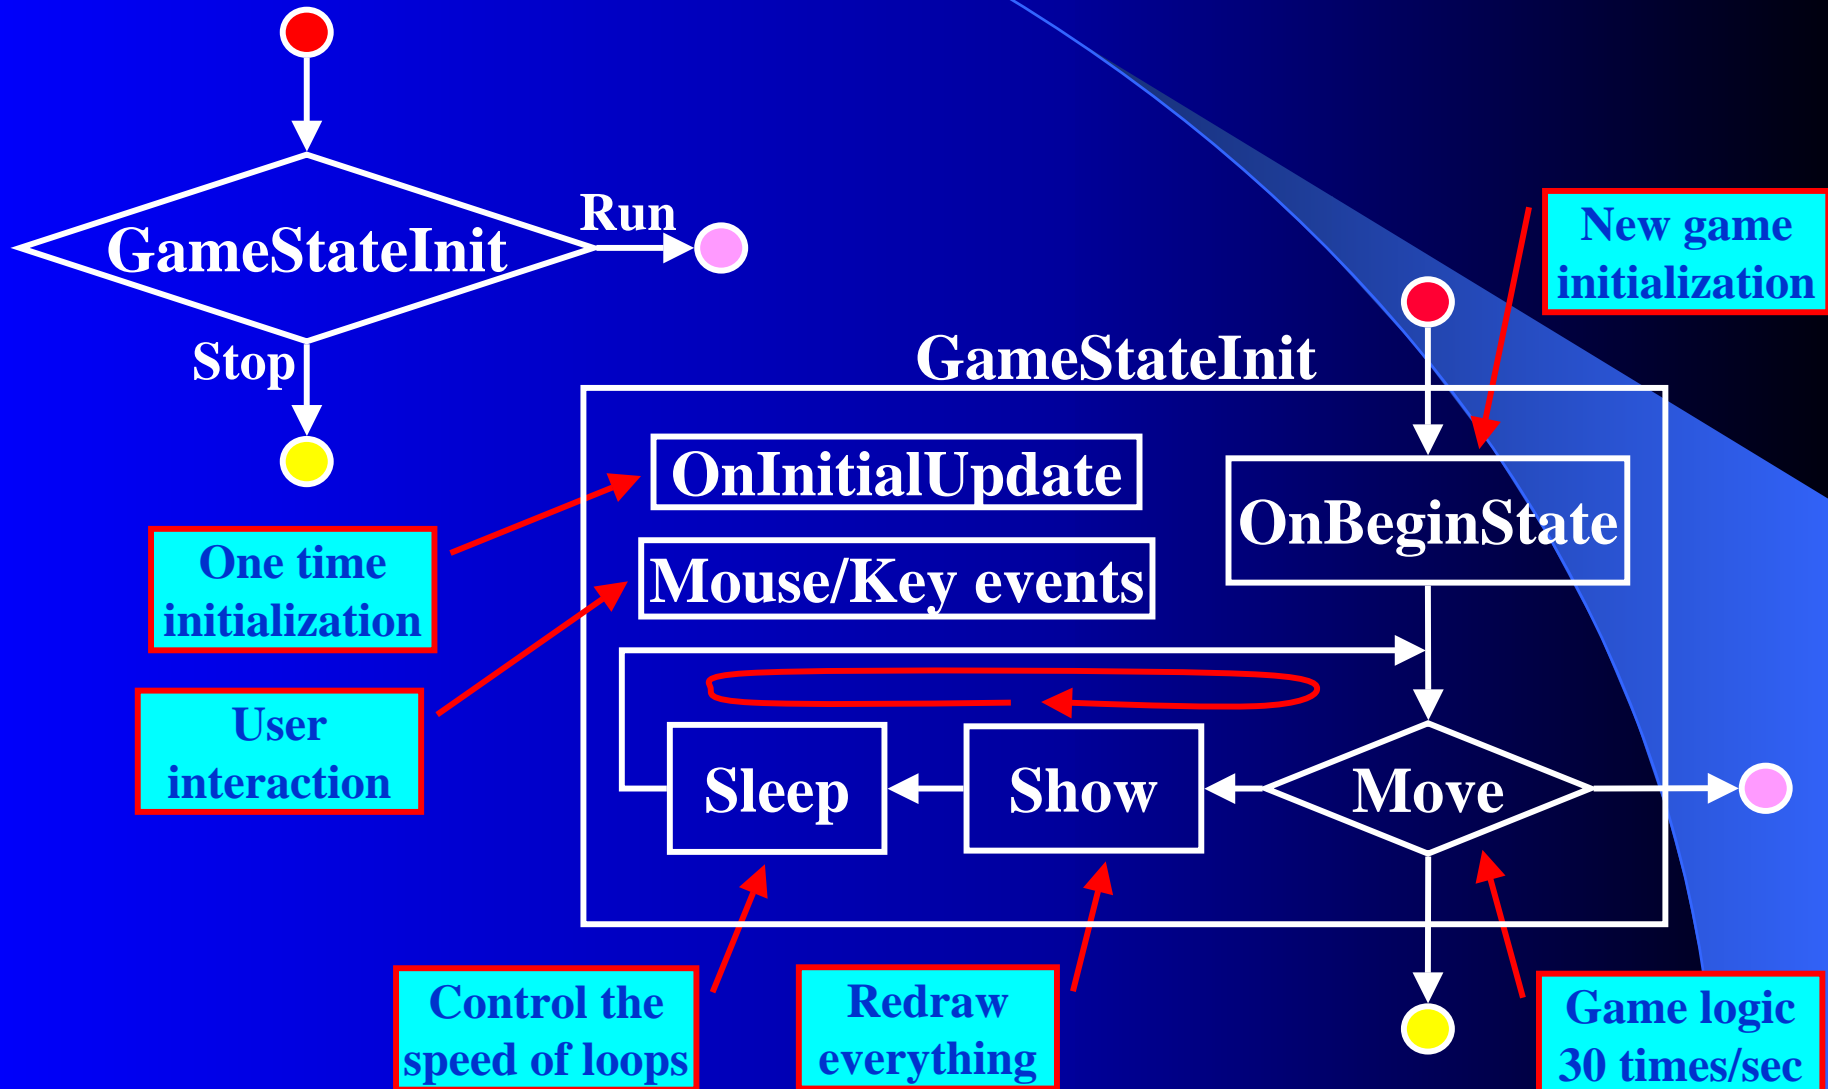 Run
GameStateInit
Stop
New game
initialization
GameStateInit
OnInitialUpdate
OnBeginState
One time
initialization
Mouse/Key events
User
interaction
Sleep
Show
Move
Control the
speed of loops
Redraw
everything
Game logic
30 times/sec